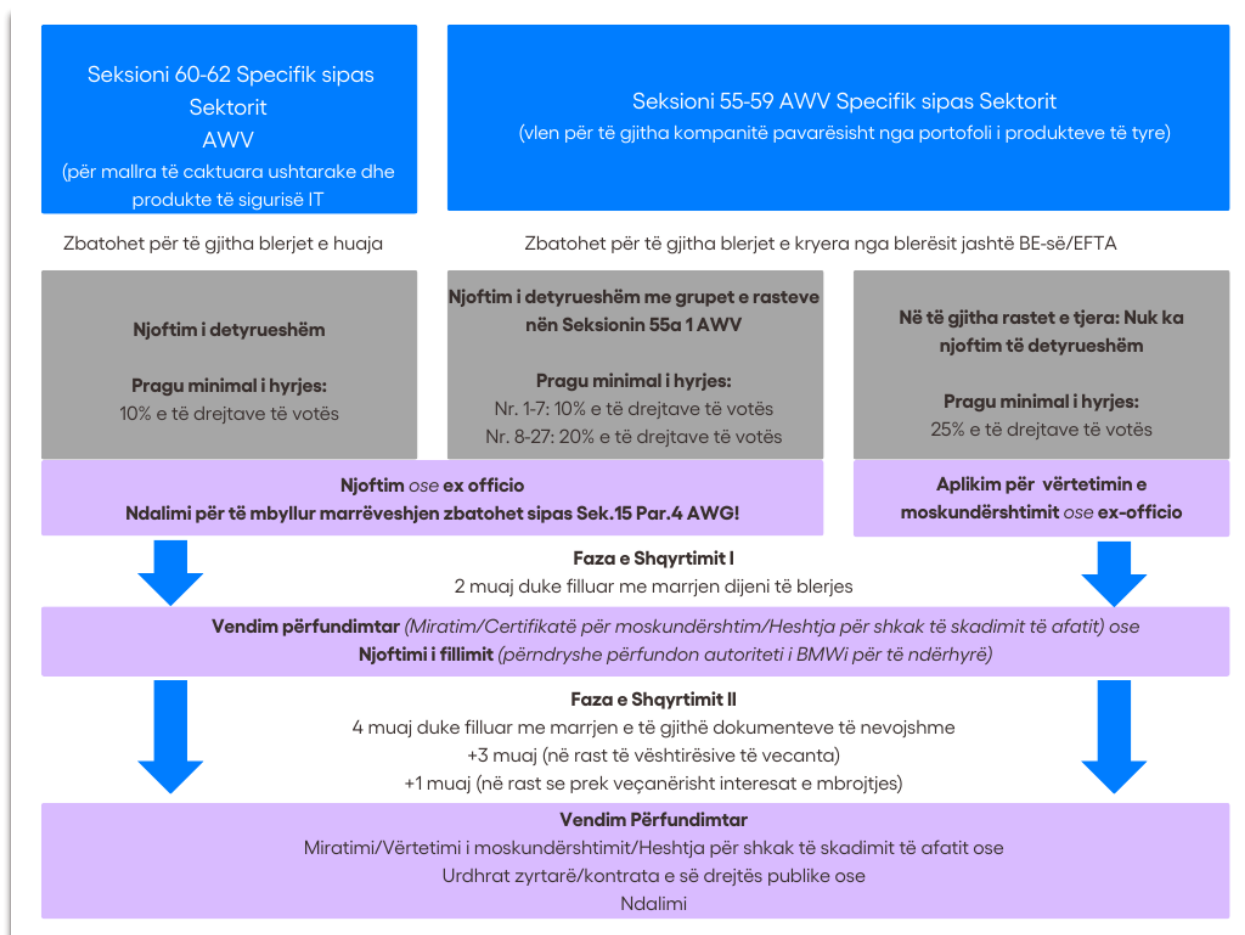 Seksioni 60-62 Specifik sipas
Sektorit
AWV
(për mallra të caktuara ushtarake dhe
produkte të sigurisë IT
Seksioni 55-59 AWV Specifik sipas Sektorit
(vlen për të gjitha kompanitë pavarësisht nga portofoli i produkteve të tyre)
Zbatohet për të gjitha blerjet e huaja
Zbatohet për të gjitha blerjet e kryera nga blerësit jashtë BE-së/EFTA
Njoftim i detyrueshëm
Pragu minimal i hyrjes:
10% e të drejtave të votës
Njoftim i detyrueshëm me grupet e rasteve
nën Seksionin 55a 1 AWV
Pragu minimal i hyrjes:
Nr. 1-7: 10% e të drejtave të votës
Nr. 8-27: 20% e të drejtave të votës
Në të gjitha rastet e tjera: Nuk ka
njoftim të detyrueshëm
Pragu minimal i hyrjes:
25% e të drejtave të votës
Njoftim ose ex officio
Ndalimi për të mbyllur marrëveshjen zbatohet sipas Sek.15 Par.4 AWG!
Aplikim për vërtetimin e
moskundërshtimit ose ex-officio
Faza e Shqyrtimit I
2 muaj duke filluar me marrjen dijeni të blerjes
Vendim përfundimtar (Miratim/Certifikatë për moskundërshtim/Heshtja për shkak të skadimit të afatit) ose
Njoftimi i fillimit (përndryshe përfundon autoriteti i BMWi për të ndërhyrë)
Faza e Shqyrtimit II
4 muaj duke filluar me marrjen e të gjithë dokumenteve të nevojshme
+3 muaj (në rast të vështirësive të vecanta)
+1 muaj (në rast se prek veçanërisht interesat e mbrojtjes)
Vendim Përfundimtar
Miratimi/Vërtetimi i moskundërshtimit/Heshtja për shkak të skadimit të afatit ose
Urdhrat zyrtarë/kontrata e së drejtës publike ose
Ndalimi